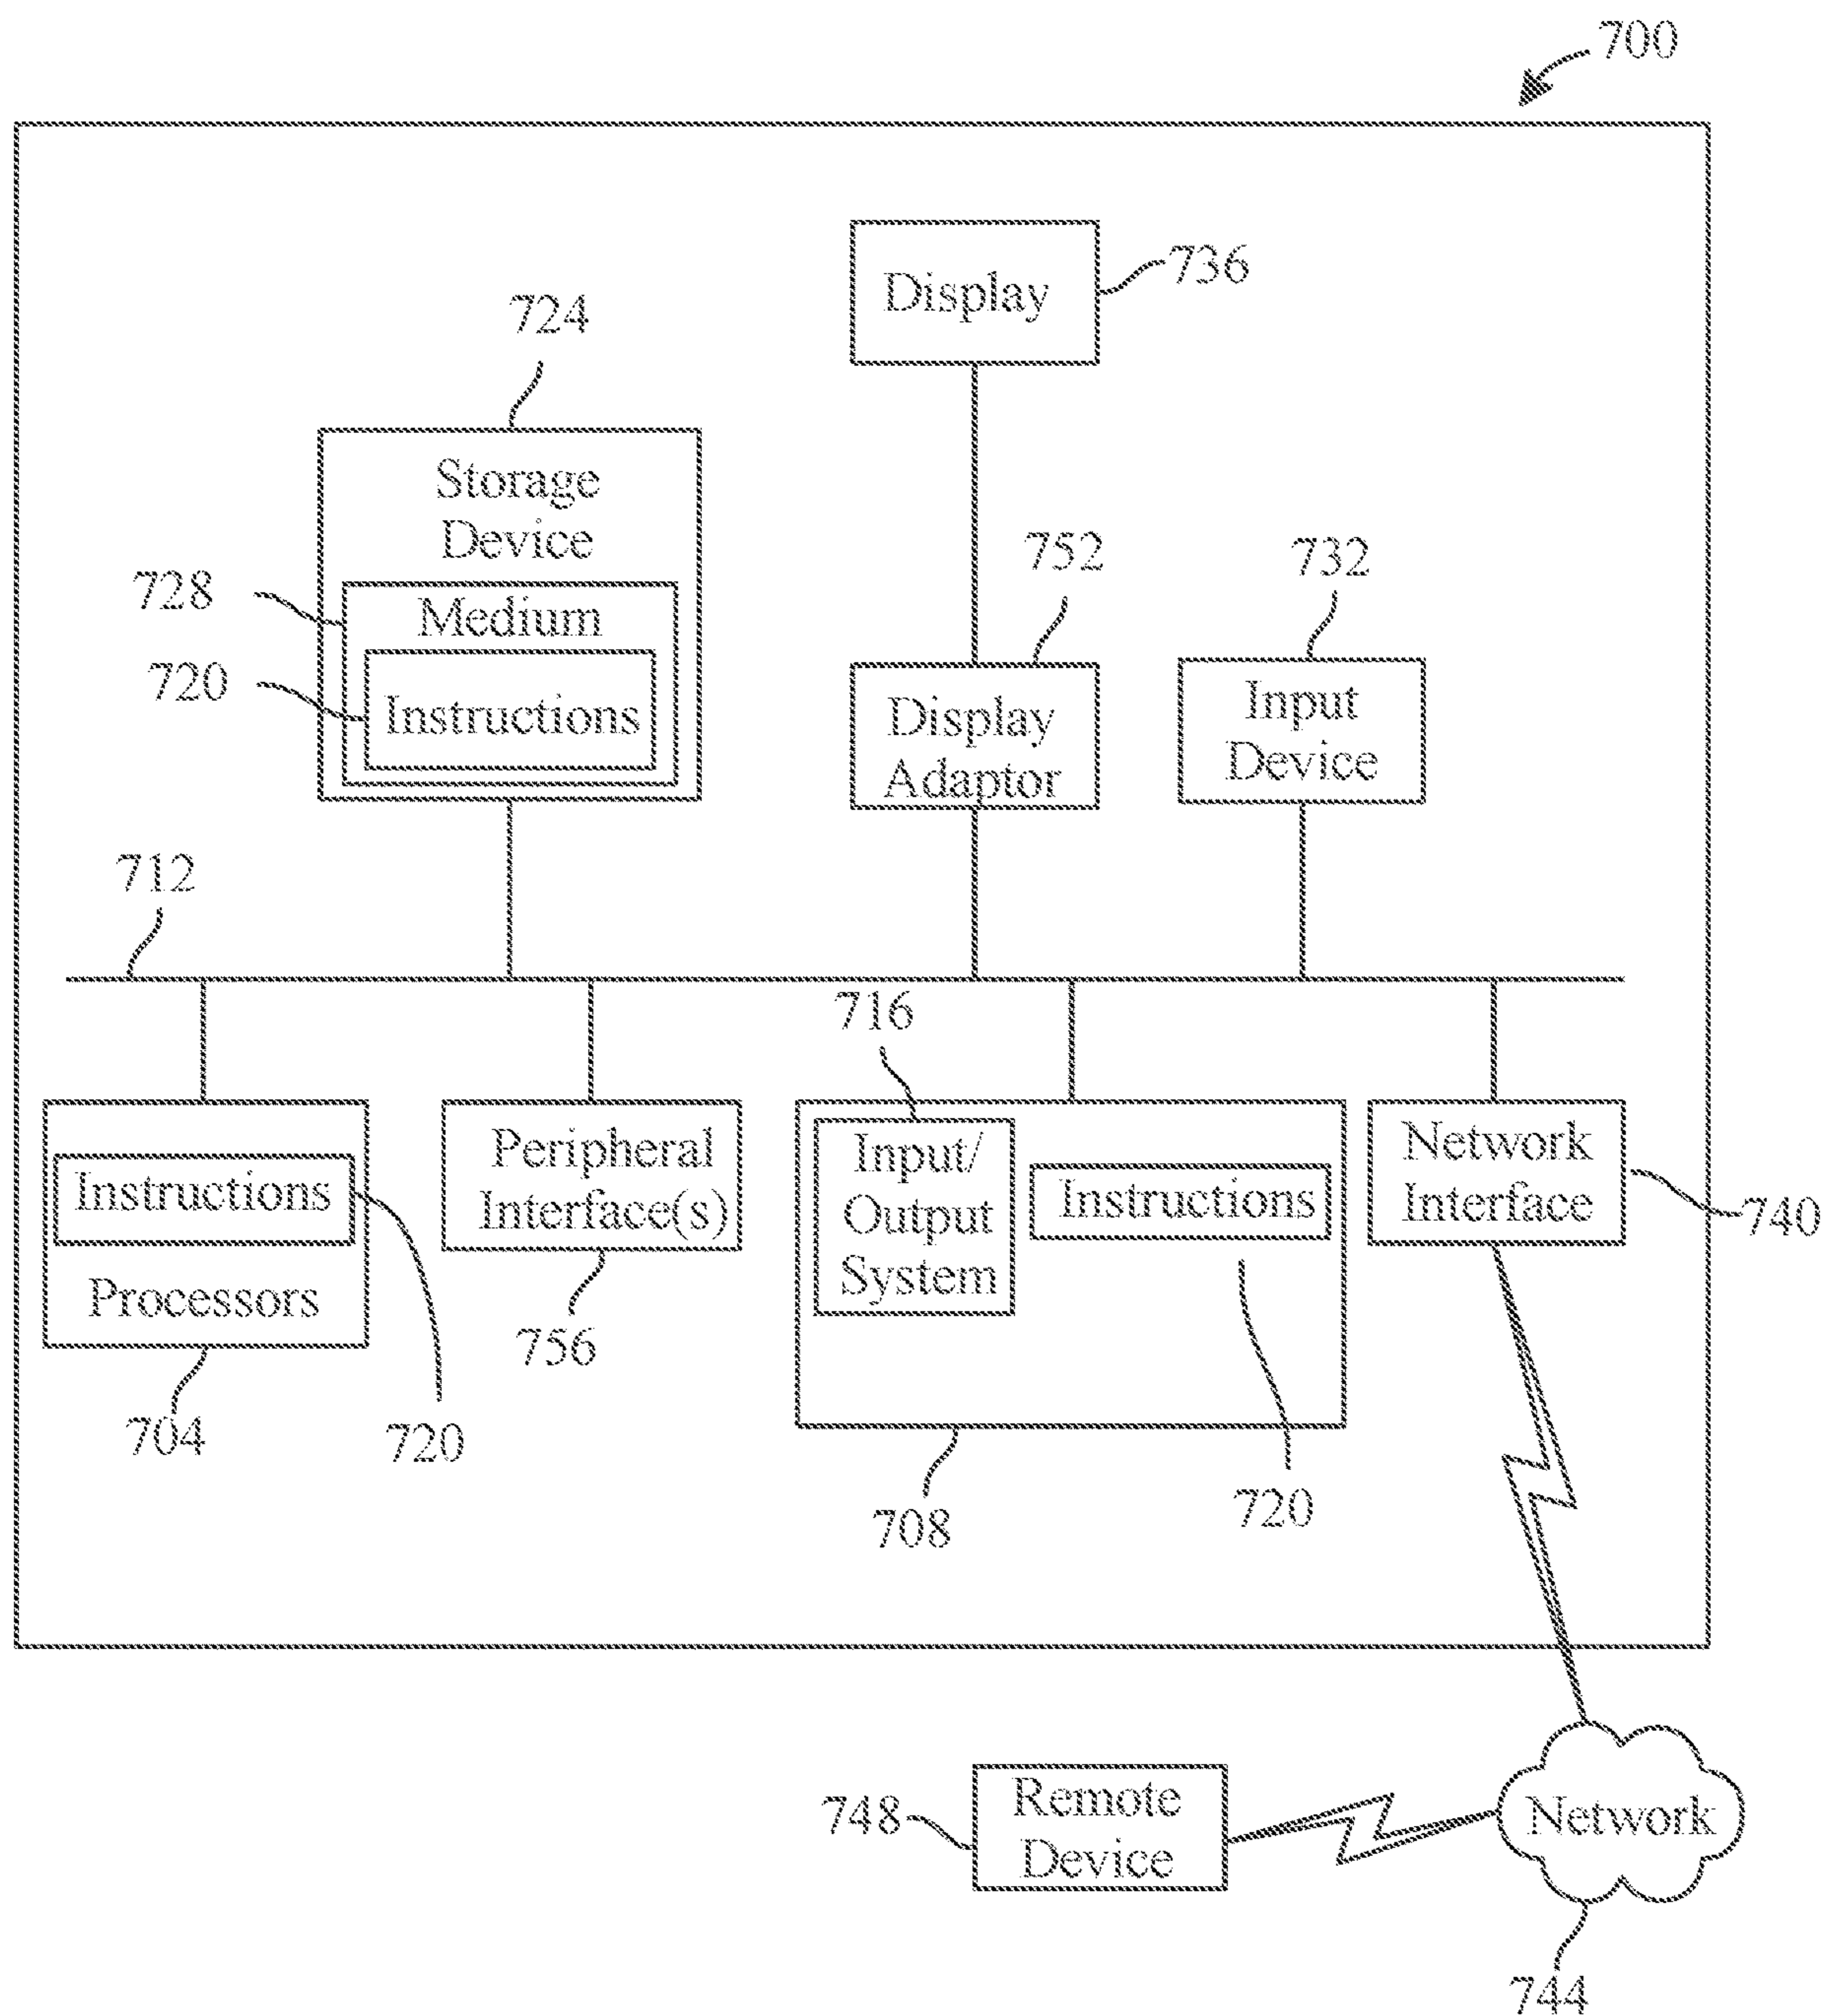 700
Display
736
724
Storage
Device
728
Medium
720
Instructions
752
Display
Adaptor
732
Input
Device
712
716
Instructions
Processors
704
720
Peripheral
Interface(s)
756
Input/
Output
System
Instructions
708
720
Network
Interface
740
748
Remote
Device
Network
744